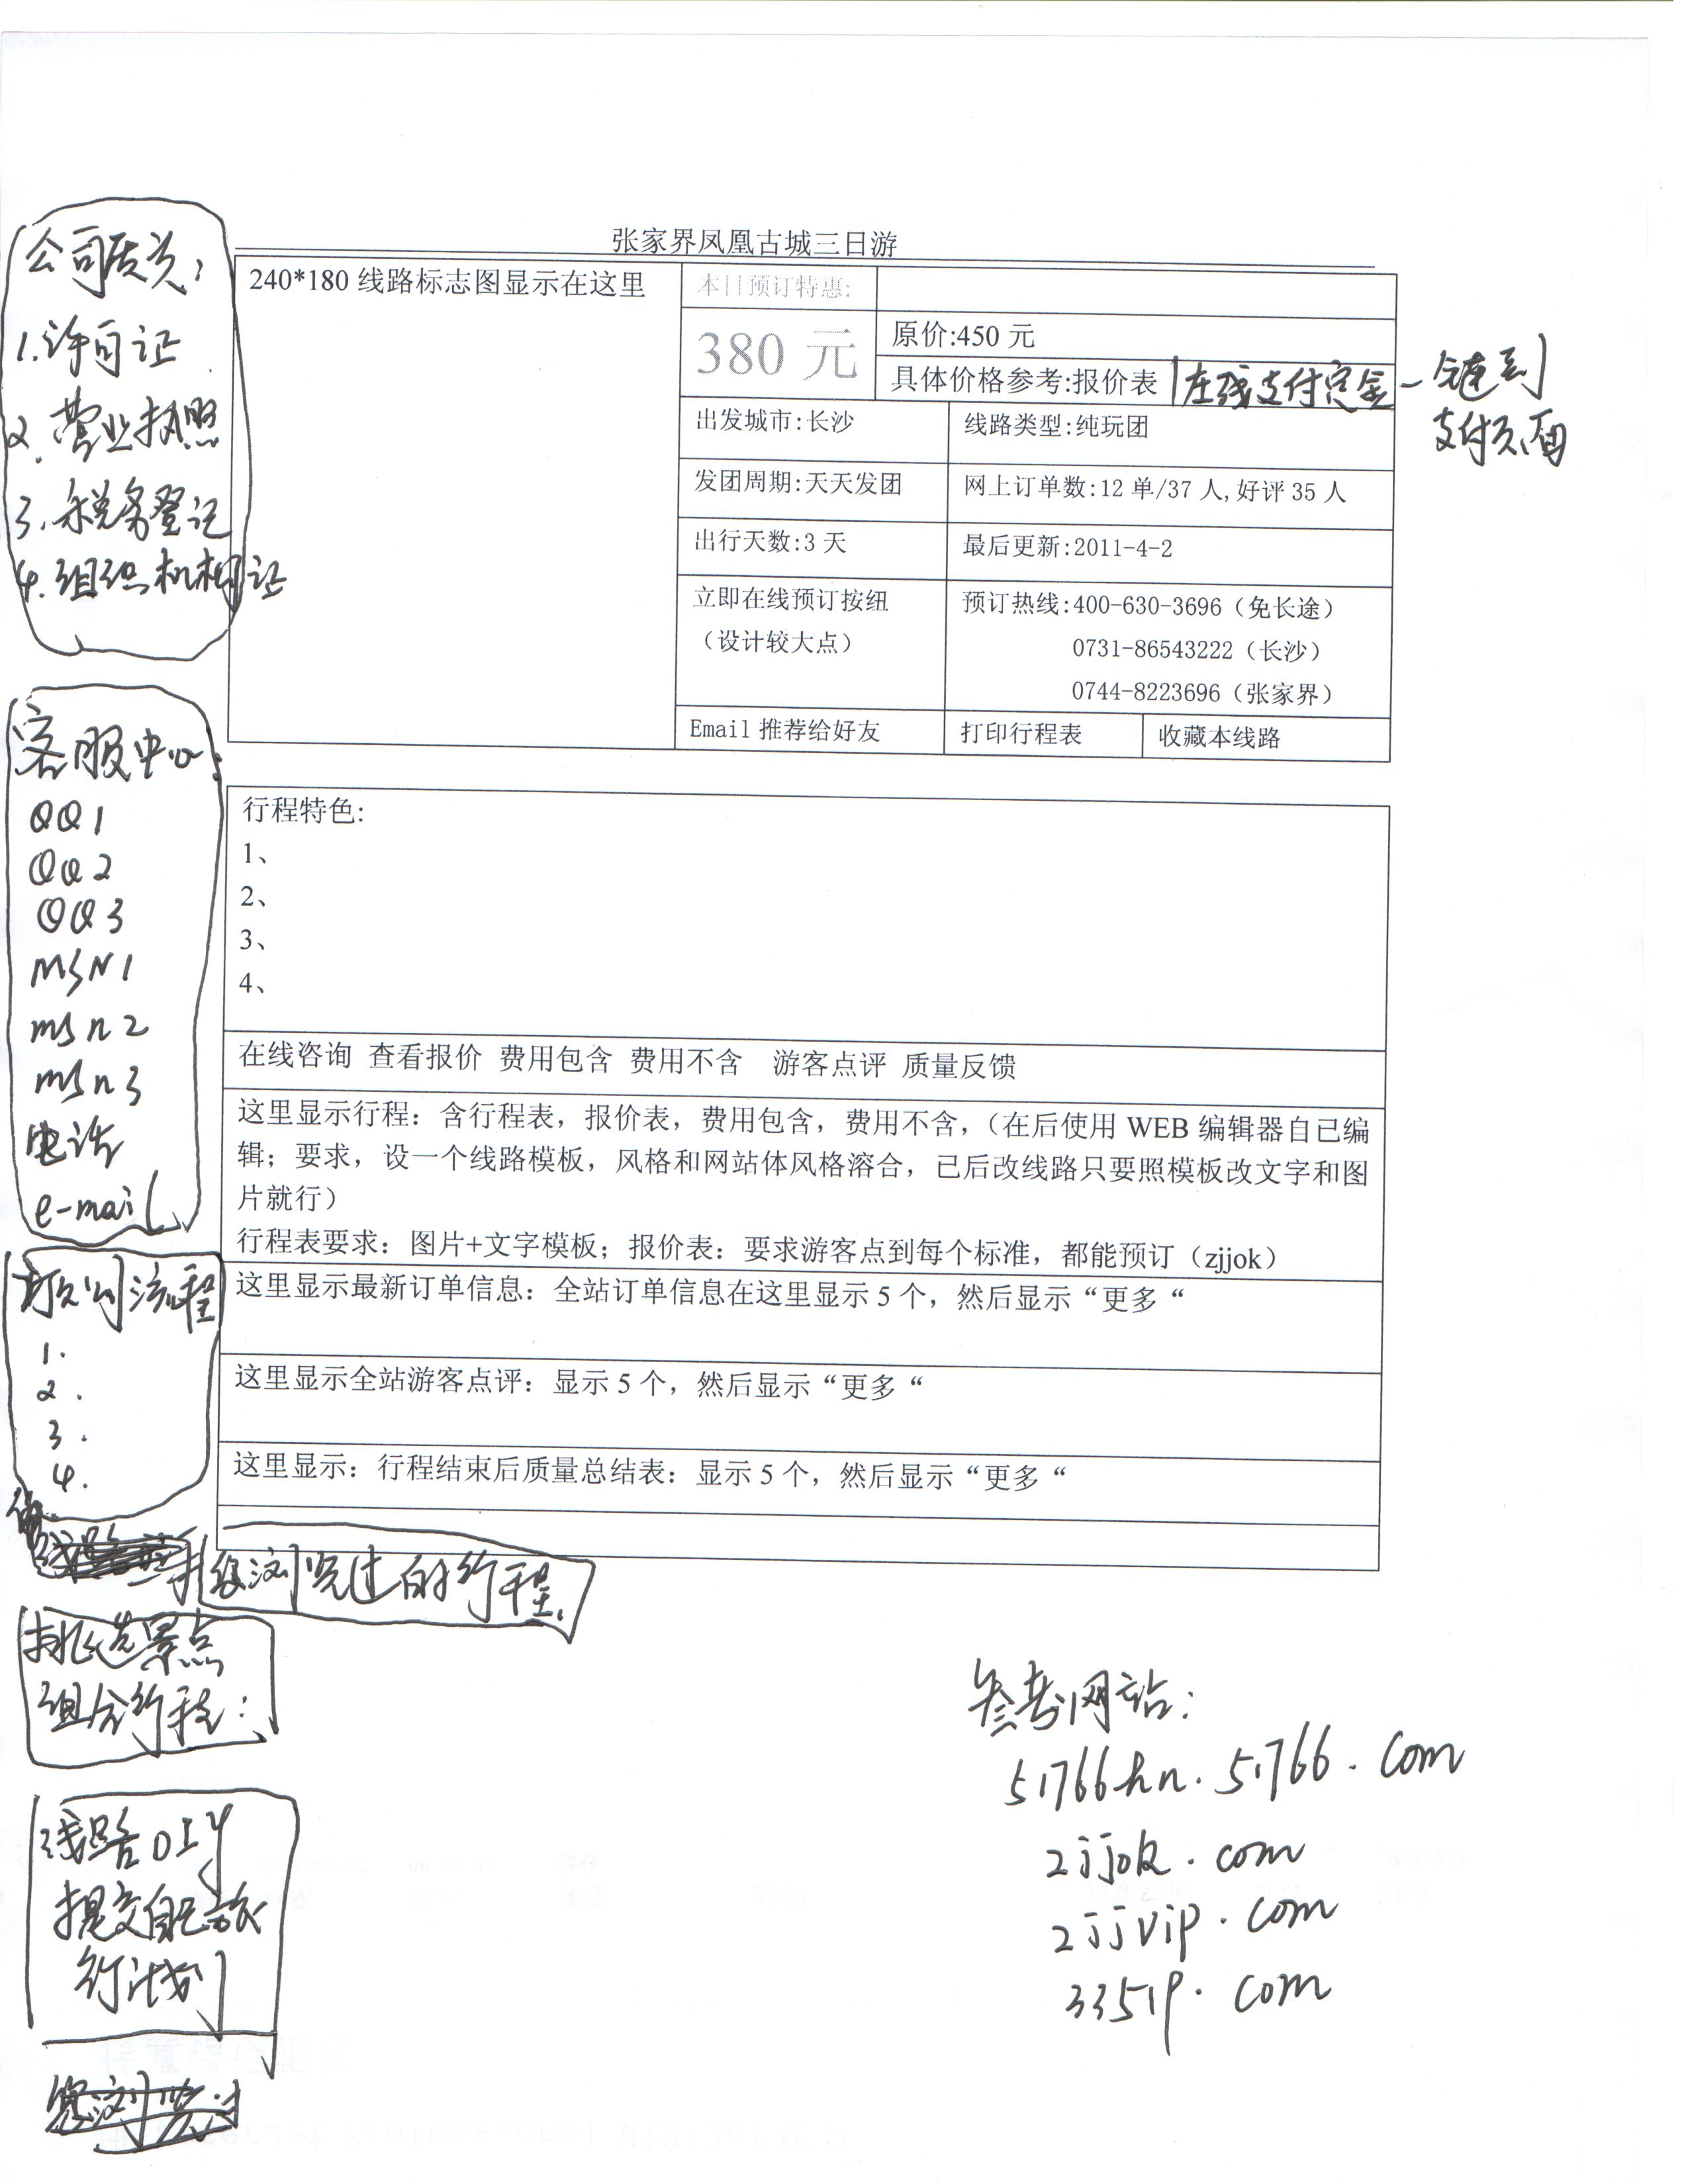 张家界凤凰古城三日游
240*180 线路标志图显示在这里
本日预订特惠:
380 元
原价:450 元
具体价格参考:报价表
在线支付定金 - 链到
支付页面
出发城市:长沙
线路类型:纯玩团
发团周期:天天发团
网上订单数:12 单/37 人,好评 35 人
出行天数:3 天
最后更新:2011-4-2
立即在线预订按纽
（设计较大点）
预订热线:400-630-3696（免长途）
0731-86543222（长沙）
0744-8223696（张家界）
Email 推荐给好友
打印行程表
收藏本线路
行程特色:
1、
2、
3、
4、
在线咨询 查看报价 费用包含 费用不含 游客点评 质量反馈
这里显示行程：含行程表，报价表，费用包含，费用不含，（在后使用 WEB 编辑器自已编
辑；要求，设一个线路模板，风格和网站体风格溶合，已后改线路只要照模板改文字和图
片就行）
行程表要求：图片+文字模板；报价表：要求游客点到每个标准，都能预订（zjjok）
这里显示最新订单信息：全站订单信息在这里显示 5 个，然后显示“更多“
这里显示全站游客点评：显示 5 个，然后显示“更多“
这里显示：行程结束后质量总结表：显示 5 个，然后显示“更多“
公司资质：
1.许可证
2.营业执照
3.税务登记
4.组织机构证
客服中心:
QQ1
QQ2
QQ3
MSN1
msn2
msn3
电话
e-mail
流程
1.
2.
3.
4.
您浏览过的行程
挑选景点
组合行程：
线路DIY
提交自己旅
行计划
参考网站：
51766hn.51766.com
zjjok.com
zjjvip.com
3351p.com